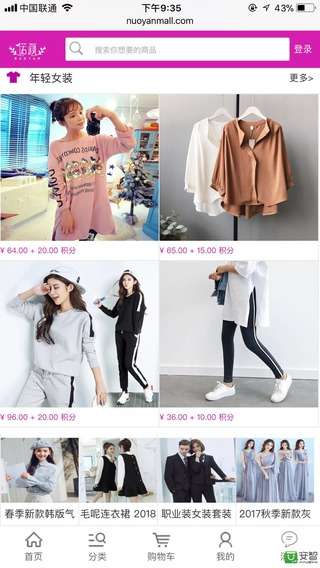 中国联通
下午9:35
43%
nuoyanmall.com
搜索你想要的商品
登录
年轻女装
更多>
¥ 64.00 + 20.00 积分
¥ 65.00 + 15.00 积分
¥ 96.00 + 20.00 积分
¥ 36.00 + 10.00 积分
春季新款韩版气
毛呢连衣裙 2018
职业装女装套装
2017秋季新款灰
首页
分类
购物车
我的
安智